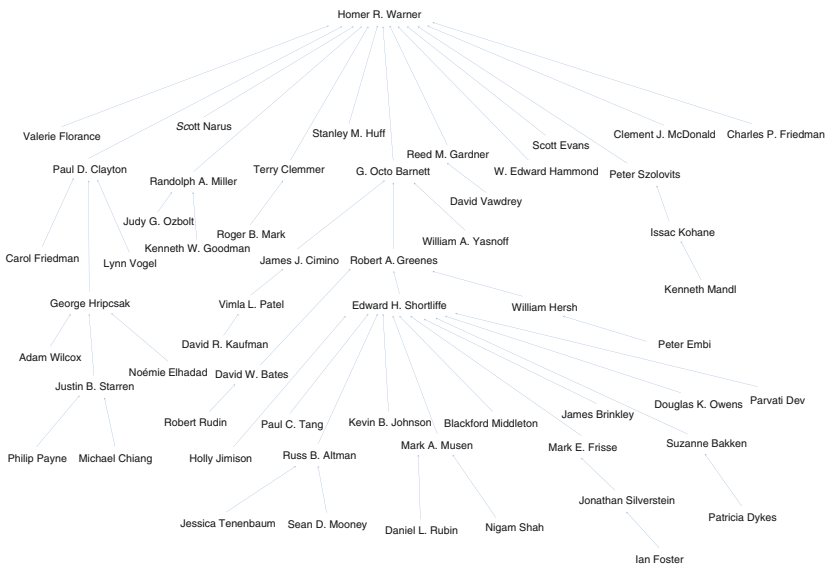 Homer R. Warner
Valerie Florance
Scott Narus
Stanley M. Huff
Clement J. McDonald
Charles P. Friedman
Scott Evans
Reed M. Gardner
Paul D. Clayton
Terry Clemmer
G. Octo Barnett
W. Edward Hammond
Peter Szolovits
Randolph A. Miller
David Vawdrey
Judy G. Ozbolt
Roger B. Mark
Issac Kohane
Kenneth W. Goodman
William A. Yasnoff
Carol Friedman
Lynn Vogel
James J. Cimino
Robert A. Greenes
Kenneth Mandl
George Hripcsak
Vimla L. Patel
Edward H. Shortliffe
William Hersh
David R. Kaufman
Peter Embi
Adam Wilcox
Noémie Elhadad
David W. Bates
Justin B. Starren
Parvati Dev
Douglas K. Owens
James Brinkley
Robert Rudin
Paul C. Tang
Kevin B. Johnson
Blackford Middleton
Mark A. Musen
Mark E. Frisse
Suzanne Bakken
Philip Payne
Michael Chiang
Holly Jimison
Russ B. Altman
Jonathan Silverstein
Patricia Dykes
Jessica Tenenbaum
Sean D. Mooney
Daniel L. Rubin
Nigam Shah
Ian Foster